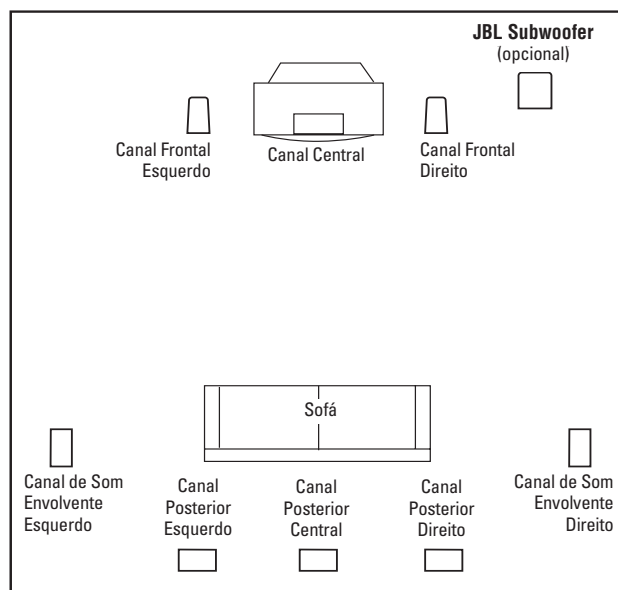 JBL Subwoofer
(opcional)
Canal Frontal
Esquerdo
Canal Central
Canal Frontal
Direito
Sofá
Canal de Som
Envolvente
Esquerdo
Canal
Posterior
Esquerdo
Canal
Posterior
Central
Canal
Posterior
Direito
Canal de Som
Envolvente
Direito